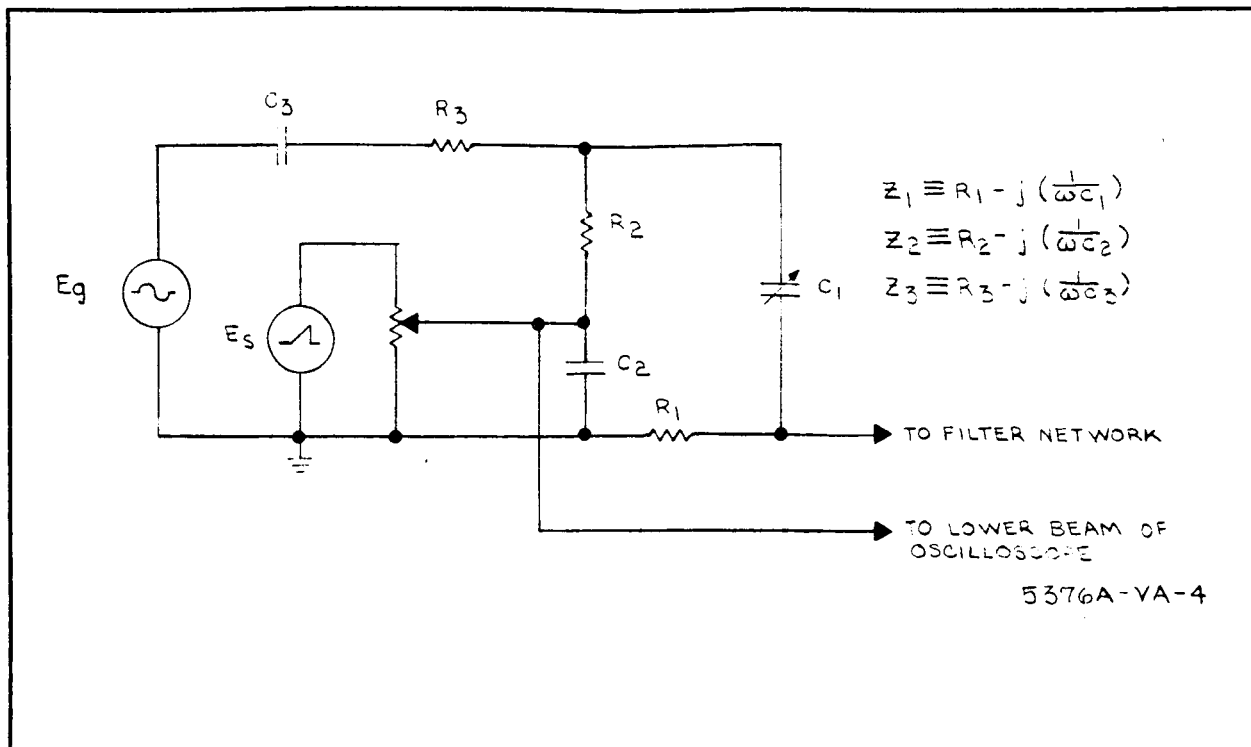 C3
R3
Z1 ≡ R1 - j (1/ωC1)
R2
Z2 ≡ R2 - j (1/ωC2)
Eg
C1
Z3 ≡ R3 - j (1/ωC3)
Es
C2
R1
TO FILTER NETWORK
TO LOWER BEAM OF
OSCILLOSCOPE
5376A-VA-4